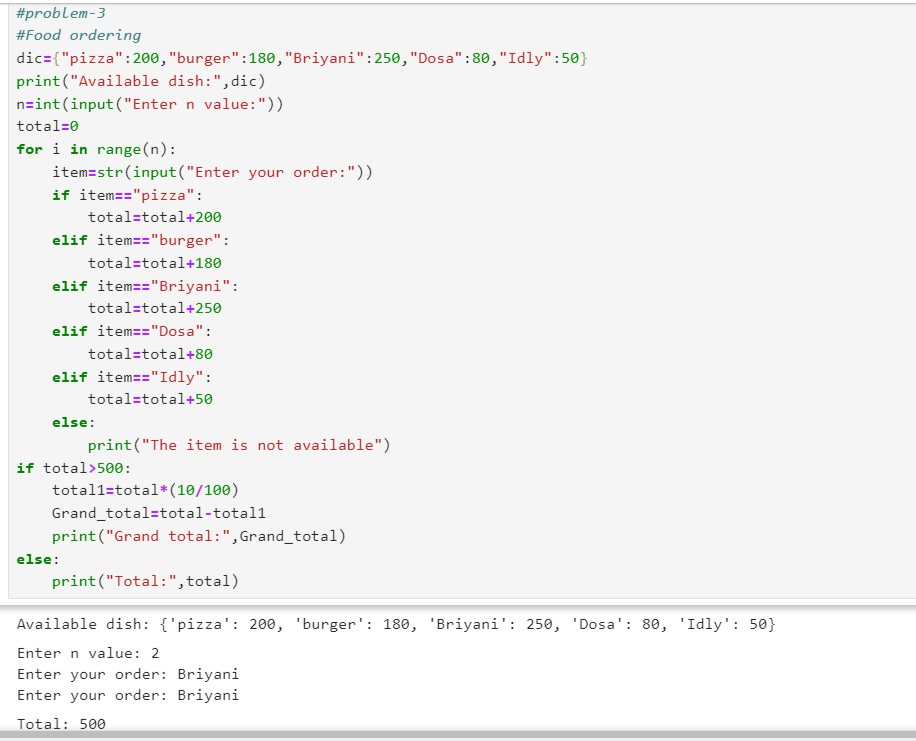 #problem-3
#Food ordering
dic={"pizza":200,"burger":180,"Briyani":250,"Dosa":80,"Idly":50}
print("Available dish:",dic)
n=int(input("Enter n value:"))
total=0
for i in range(n):
    item=str(input("Enter your order:"))
    if item=="pizza":
        total=total+200
    elif item=="burger":
        total=total+180
    elif item=="Briyani":
        total=total+250
    elif item=="Dosa":
        total=total+80
    elif item=="Idly":
        total=total+50
    else:
        print("The item is not available")
if total>500:
    total1=total*(10/100)
    Grand_total=total-total1
    print("Grand total:",Grand_total)
else:
    print("Total:",total)
Available dish: {'pizza': 200, 'burger': 180, 'Briyani': 250, 'Dosa': 80, 'Idly': 50}
Enter n value: 2
Enter your order: Briyani
Enter your order: Briyani
Total: 500